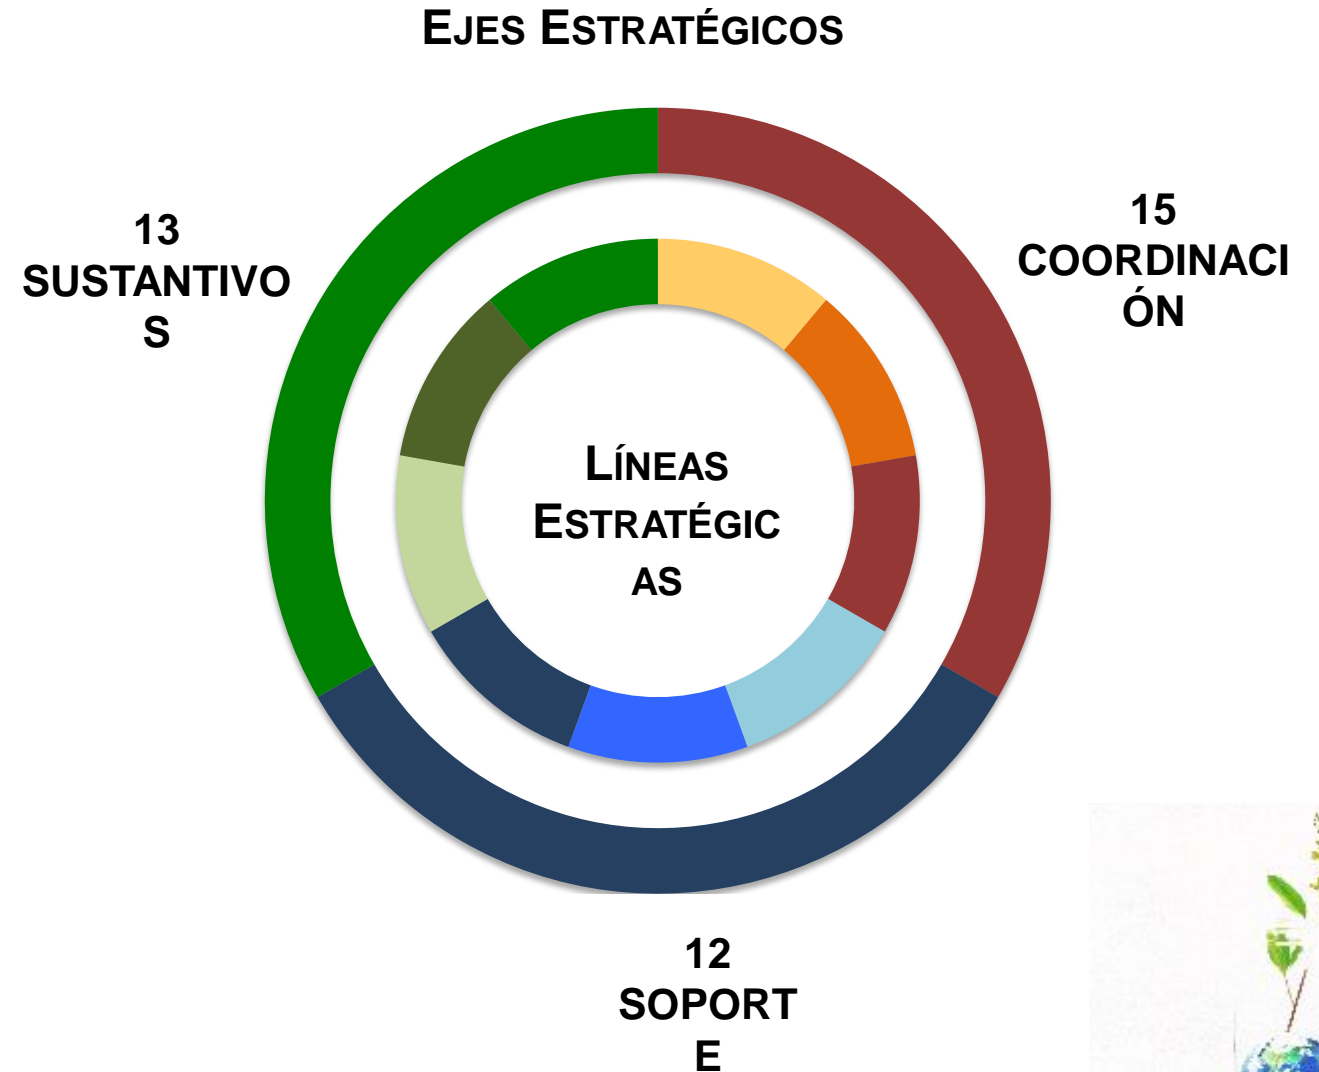 EJES ESTRATÉGICOS
13
SUSTANTIVO
S
15
COORDINACI
ÓN
LÍNEAS
ESTRATÉGIC
AS
12
SOPORT
E